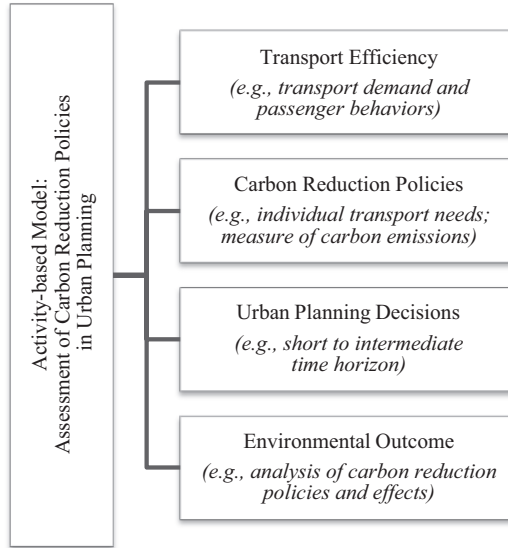 Activity-based Model:
Assessment of Carbon Reduction Policies
in Urban Planning
Transport Efficiency
(e.g., transport demand and
passenger behaviors)
Carbon Reduction Policies
(e.g., individual transport needs;
measure of carbon emissions)
Urban Planning Decisions
(e.g., short to intermediate
time horizon)
Environmental Outcome
(e.g., analysis of carbon reduction
policies and effects)